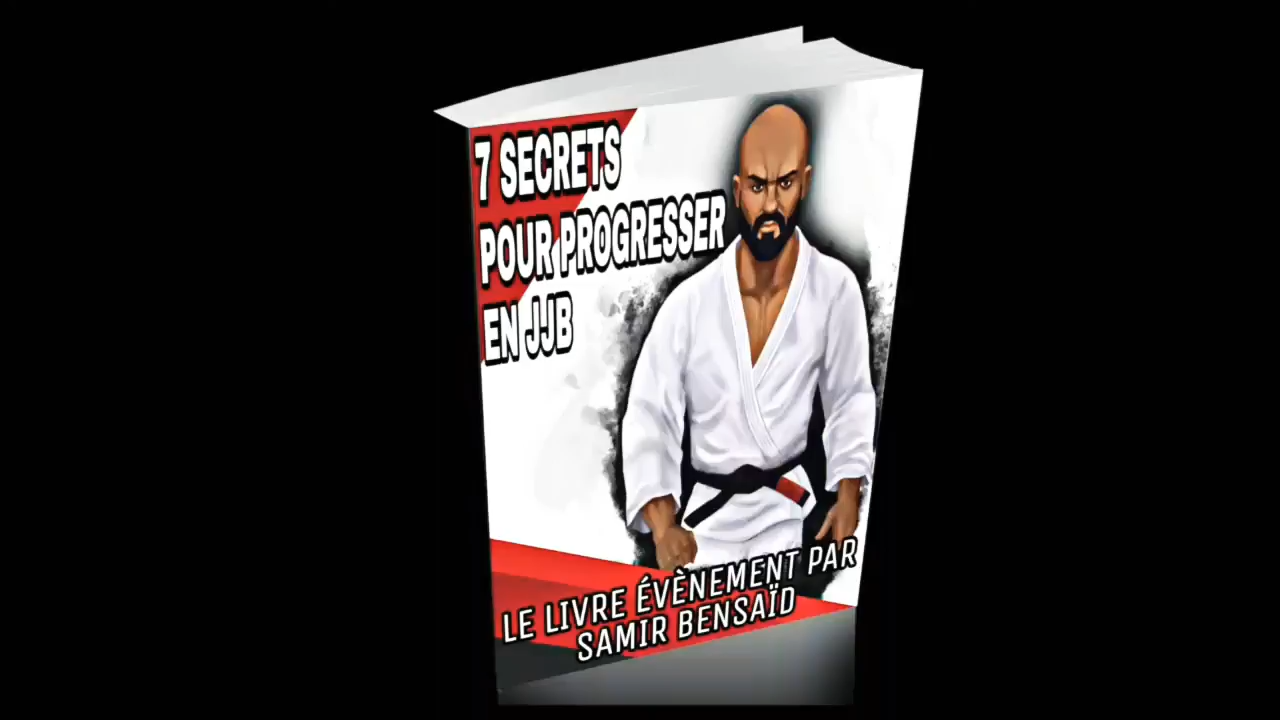 7 SECRETS
POUR PROGRESSER
EN JJB
LE LIVRE ÉVÈNEMENT PAR
SAMIR BENSAÏD